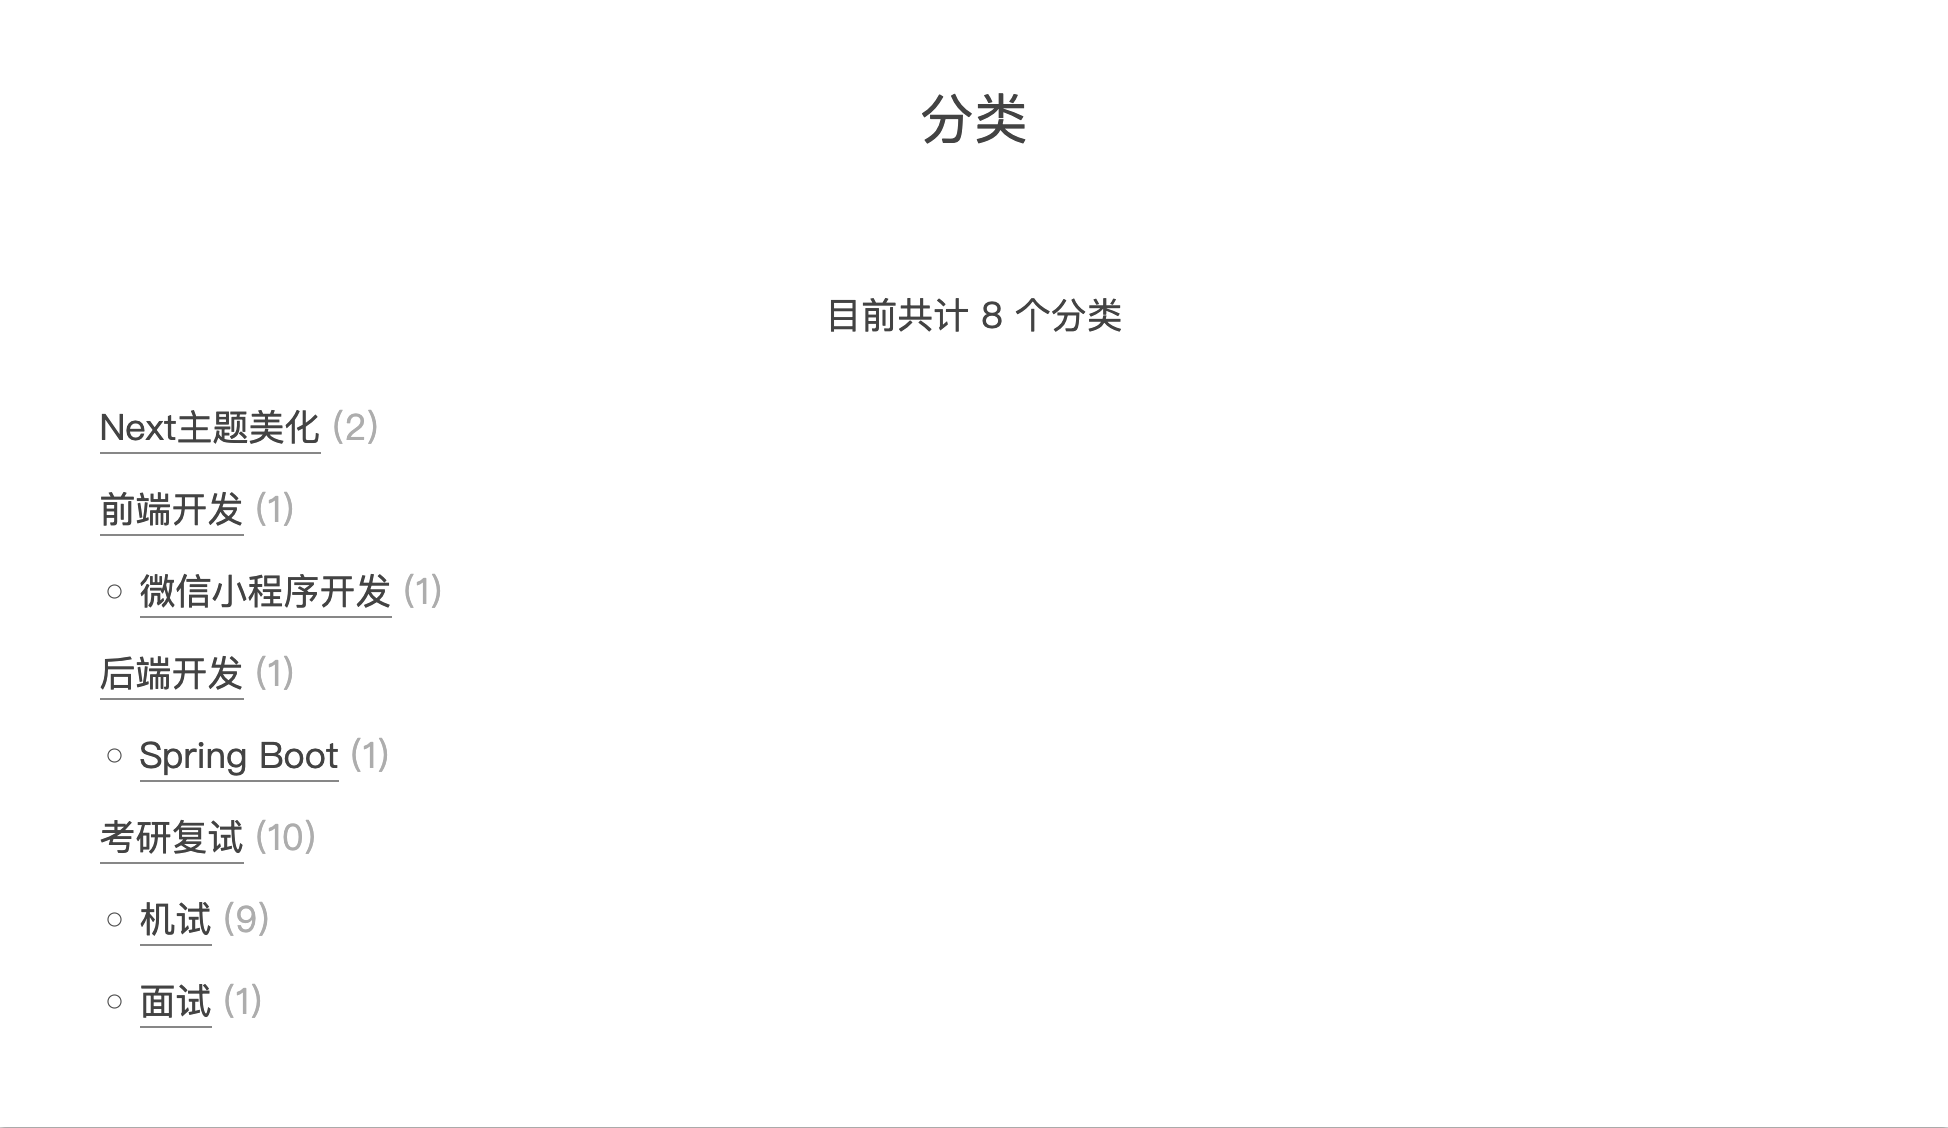 分类
目前共计 8 个分类
Next主题美化 (2)
前端开发 (1)
微信小程序开发 (1)
后端开发 (1)
Spring Boot (1)
考研复试 (10)
机试 (9)
面试 (1)